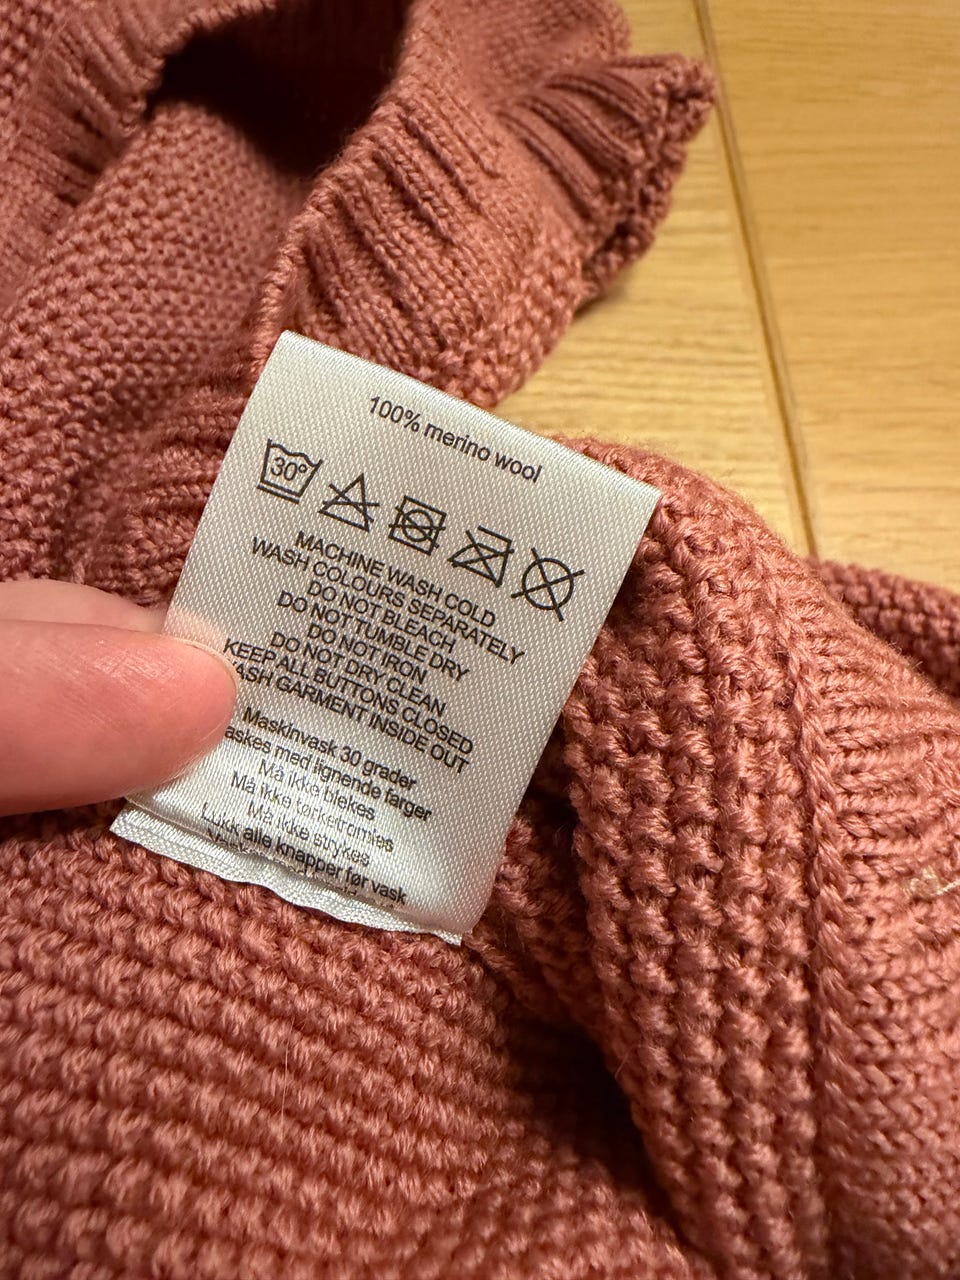 100% merino wool
30°
MACHINE WASH COLD
WASH COLOURS SEPARATELY
DO NOT BLEACH
DO NOT TUMBLE DRY
DO NOT IRON
DO NOT DRY CLEAN
KEEP ALL BUTTONS CLOSED
WASH GARMENT INSIDE OUT
Maskinvask 30 grader
med lignende farger
Må ikke blekes
Må ikke tørketromles
Må ikke strykes
Lukk alle knapper før vask